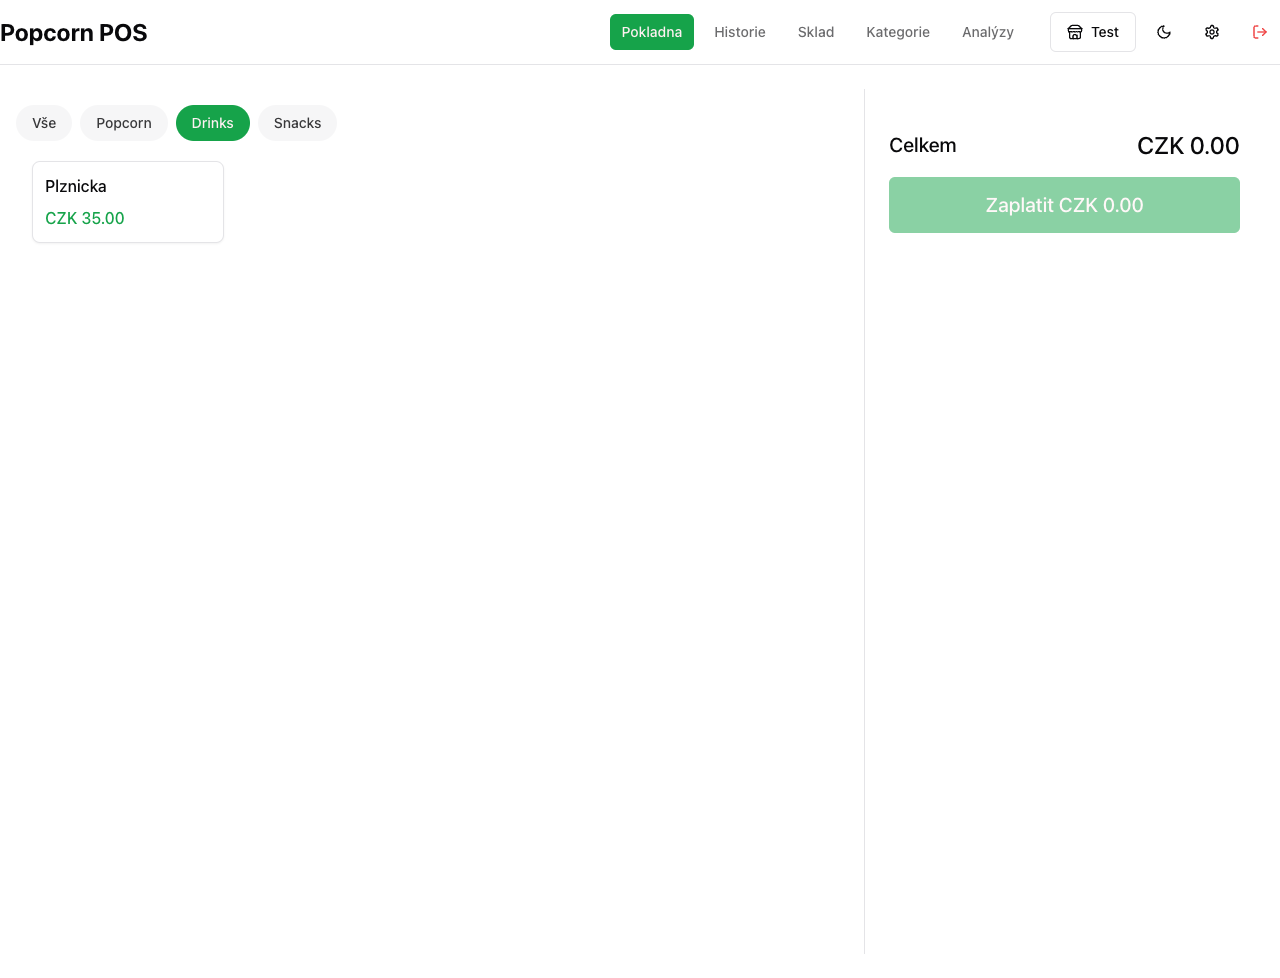 Popcorn POS
Pokladna
Historie
Sklad
Kategorie
Analýzy
Test
Vše
Popcorn
Drinks
Snacks
Plznicka
CZK 35.00
Celkem
CZK 0.00
Zaplatit CZK 0.00